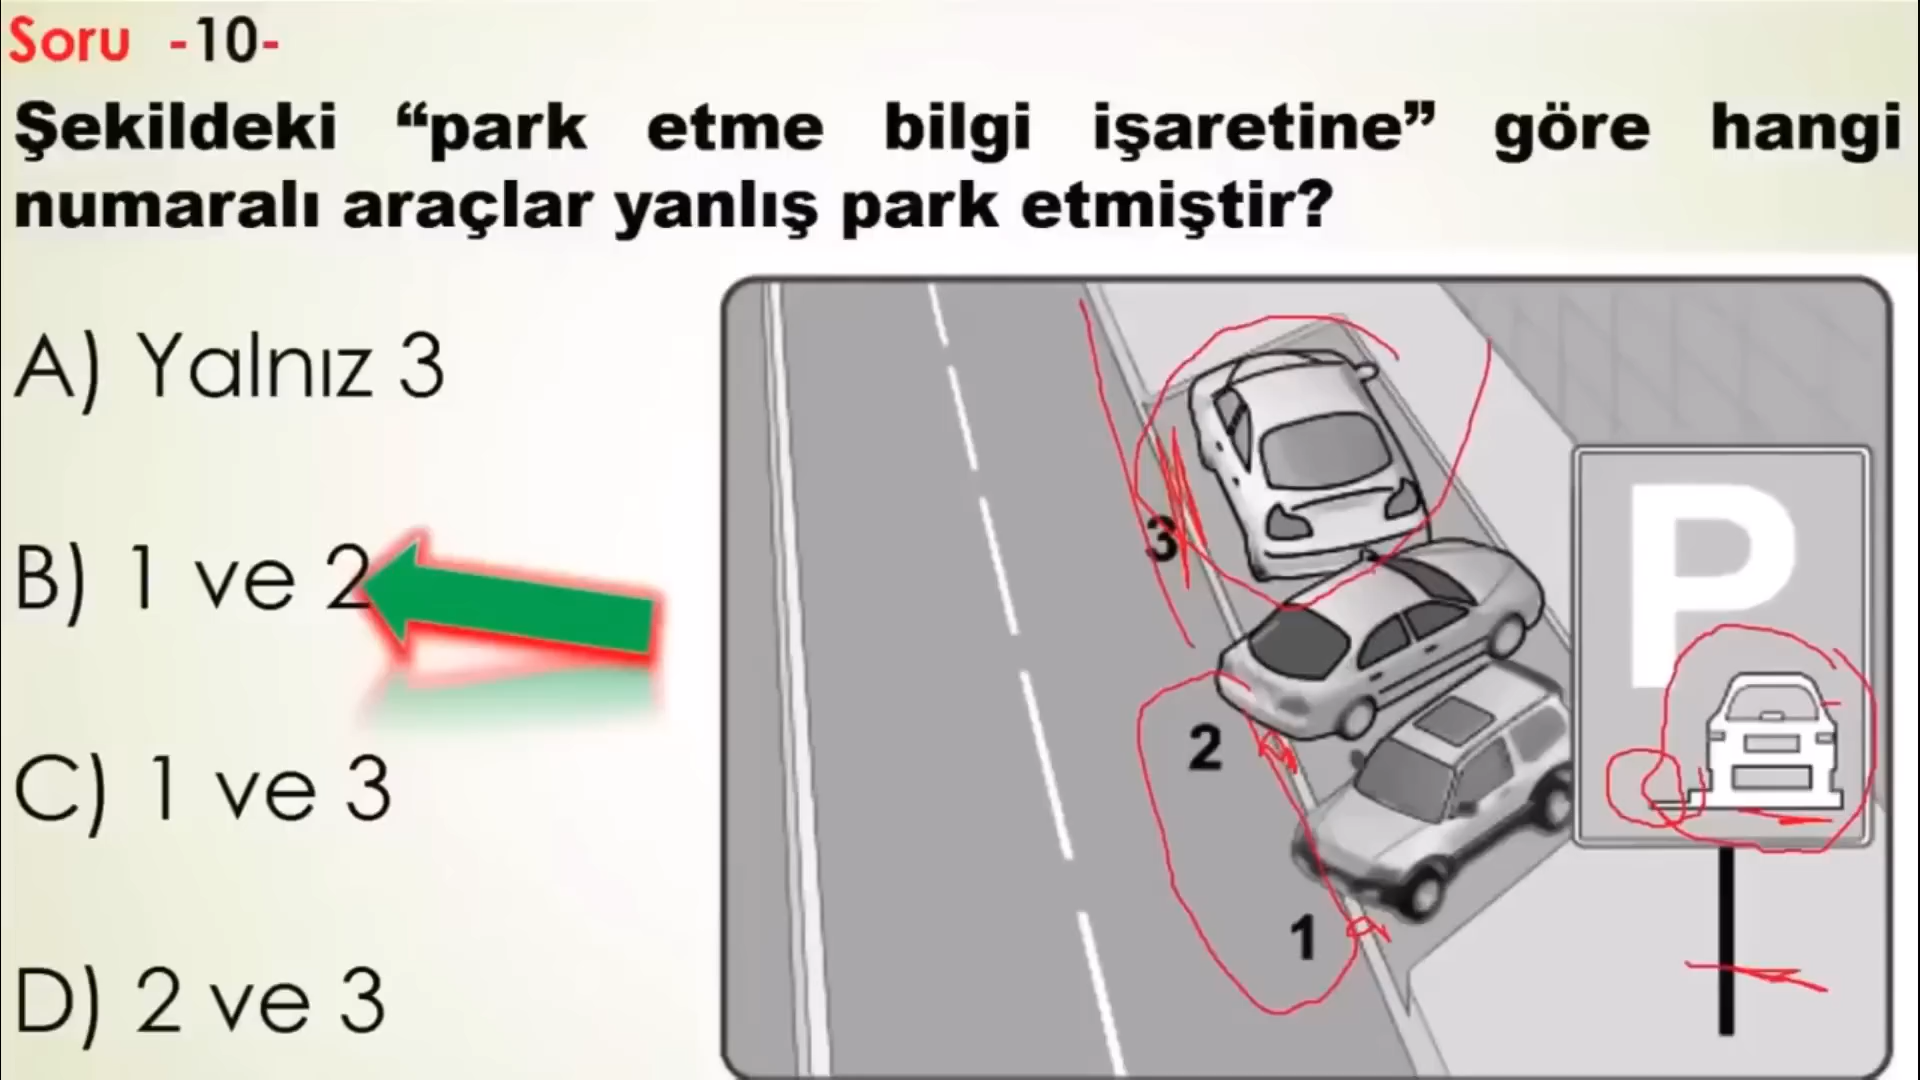 Soru -10-
Şekildeki “park etme bilgi işaretine” göre hangi
numaralı araçlar yanlış park etmiştir?
A) Yalnız 3
B) 1 ve 2
C) 1 ve 3
D) 2 ve 3
3
2
1
P